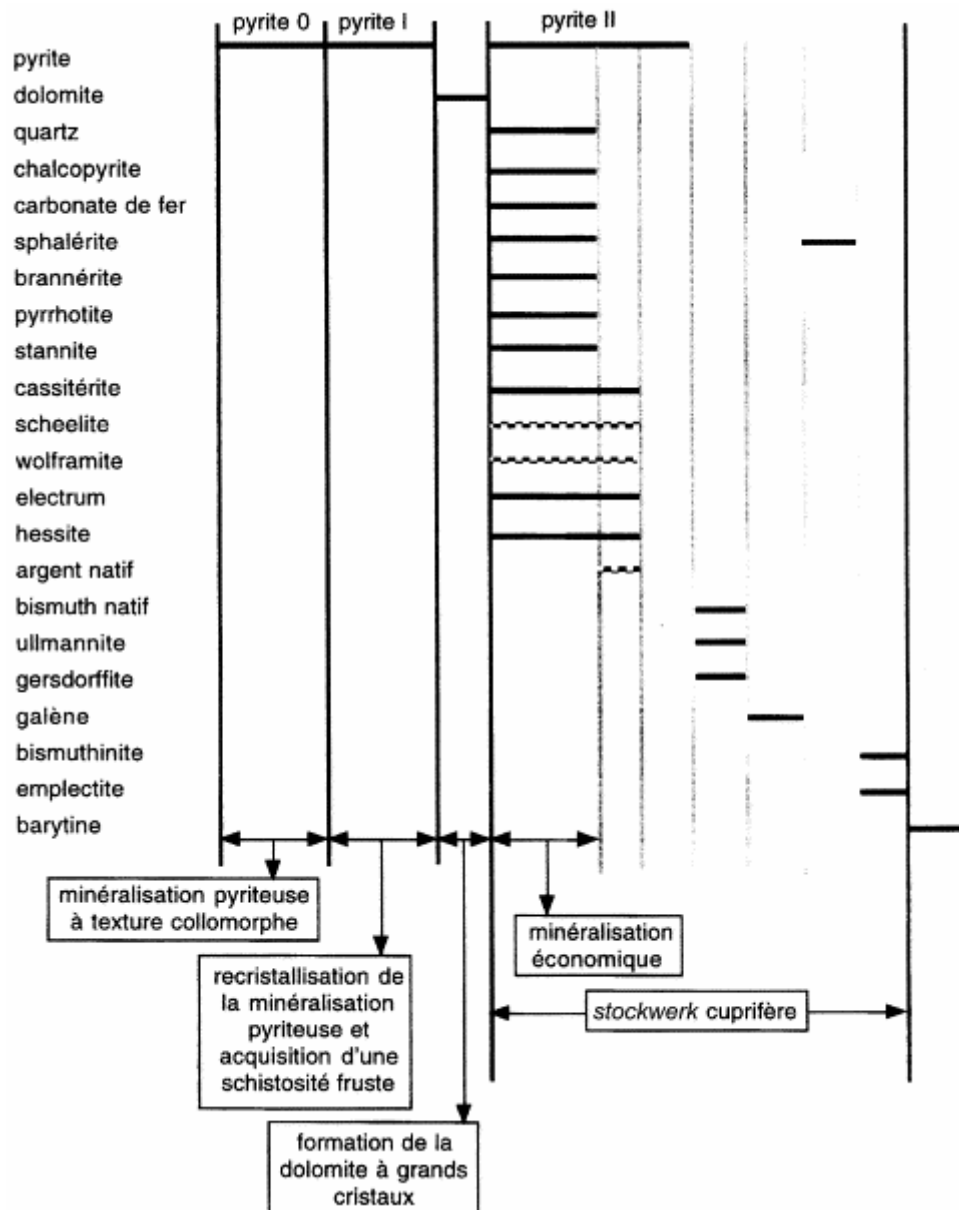 pyrite 0
pyrite I
pyrite II
pyrite
dolomite
quartz
chalcopyrite
carbonate de fer
sphalérite
brannérite
pyrrhotite
stannite
cassitérite
scheelite
wolframite
electrum
hessite
argent natif
bismuth natif
ullmannite
gersdorffite
galène
bismuthinite
emplectite
barytine
minéralisation pyriteuse
à texture collomorphe
recristallisation de
la minéralisation
pyriteuse et
acquisition d'une
schistosité fruste
formation de la
dolomite à grands
cristaux
minéralisation
économique
stockwerk cuprifère